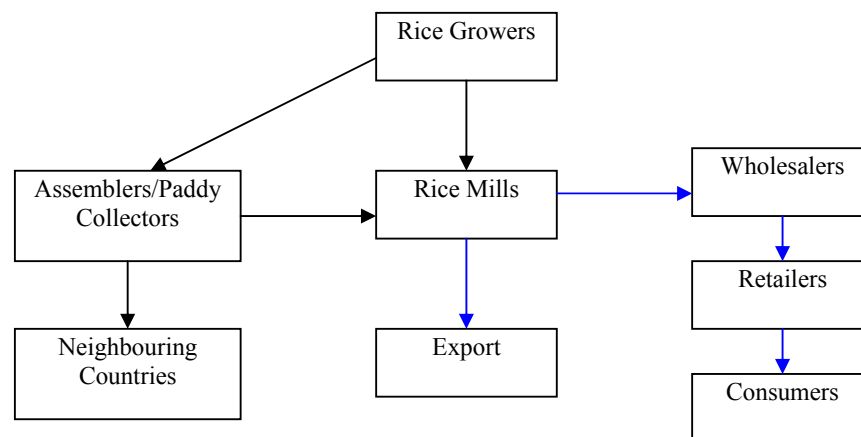 Rice Growers
Assemblers/Paddy
Collectors
Rice Mills
Wholesalers
Retailers
Neighbouring
Countries
Export
Consumers